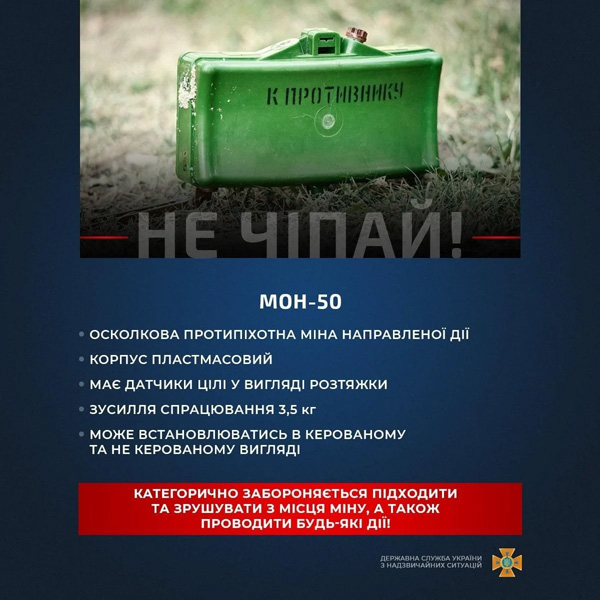 К ПРОТИВНИКУ
НЕ ЧІПАЙ!
МОН-50
• ОСКОЛКОВА ПРОТИПІХОТНА МІНА НАПРАВЛЕНОЇ ДІЇ
• КОРПУС ПЛАСТМАСОВИЙ
• МАЄ ДАТЧИКИ ЦІЛІ У ВИГЛЯДІ РОЗТЯЖКИ
• ЗУСИЛЛЯ СПРАЦЮВАННЯ 3,5 кг
• МОЖЕ ВСТАНОВЛЮВАТИСЬ В КЕРОВАНОМУ
ТА НЕ КЕРОВАНОМУ ВИГЛЯДІ
КАТЕГОРИЧНО ЗАБОРОНЯЄТЬСЯ ПІДХОДИТИ
ТА ЗРУШУВАТИ З МІСЦЯ МІНУ, А ТАКОЖ
ПРОВОДИТИ БУДЬ-ЯКІ ДІЇ!
ДЕРЖАВНА СЛУЖБА УКРАЇНИ
З НАДЗВИЧАЙНИХ СИТУАЦІЙ